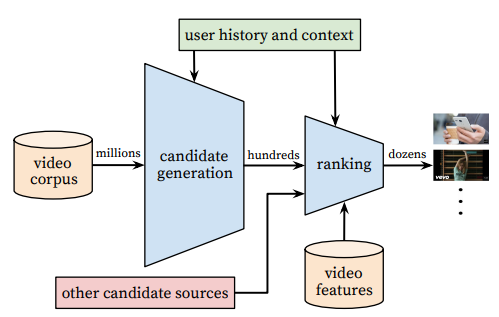 user history and context
video
corpus
millions
candidate
generation
hundreds
ranking
dozens
vevo
other candidate sources
video
features